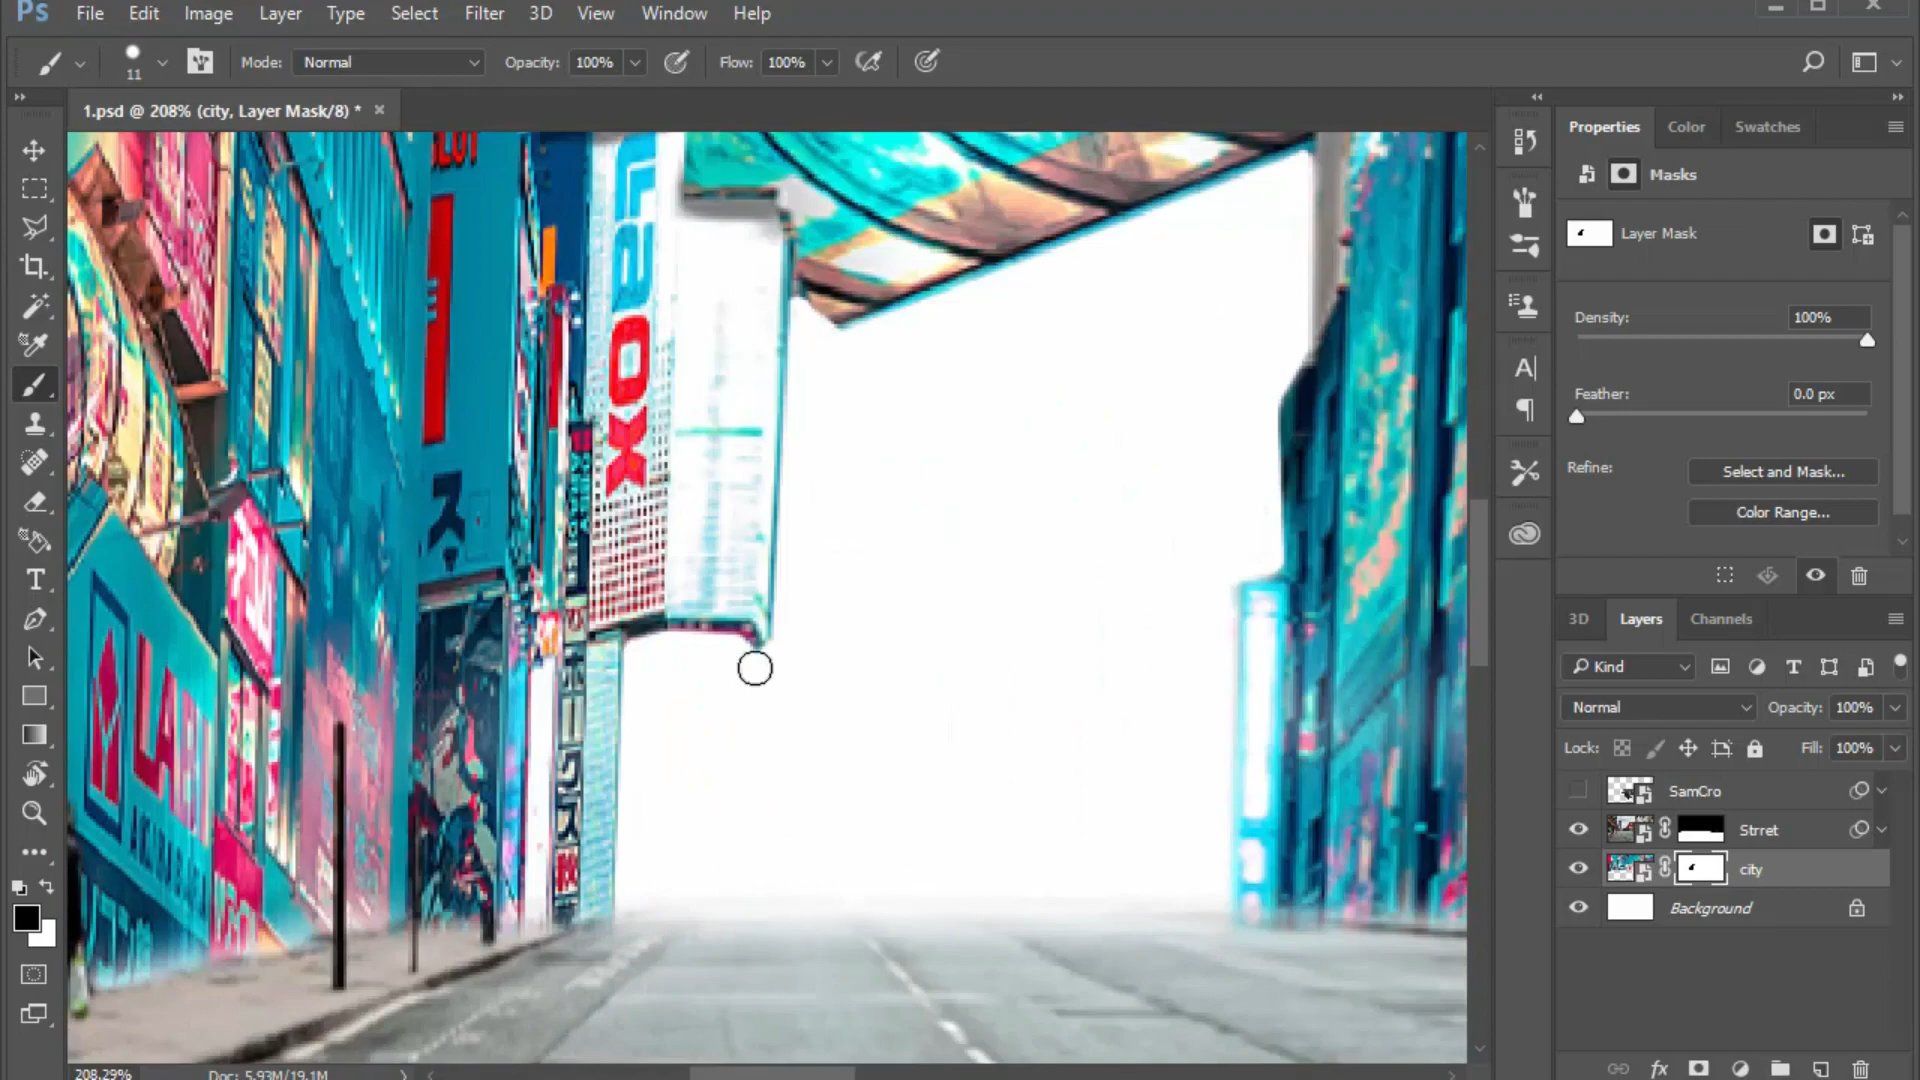 Ps File Edit Image Layer Type Select Filter 3D View Window Help
11 Mode: Normal Opacity: 100% Flow: 100%
1.psd @ 208% (city, Layer Mask/8) *
Properties Color Swatches
Masks
Layer Mask
Density: 100%
Feather: 0.0 px
Refine: Select and Mask...
Color Range...
3D Layers Channels
Kind
Normal Opacity: 100%
Lock: Fill: 100%
SamCro
Strret
city
Background
208.29% Doc: 5.93M/19.1M